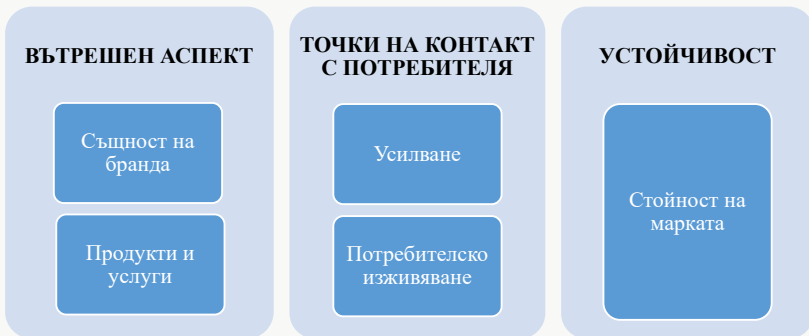 ВЪТРЕШЕН АСПЕКТ
Същност на
бранда
Продукти и
услуги
ТОЧКИ НА КОНТАКТ
С ПОТРЕБИТЕЛЯ
Усилване
Потребителско
изживяване
УСТОЙЧИВОСТ
Стойност на
марката